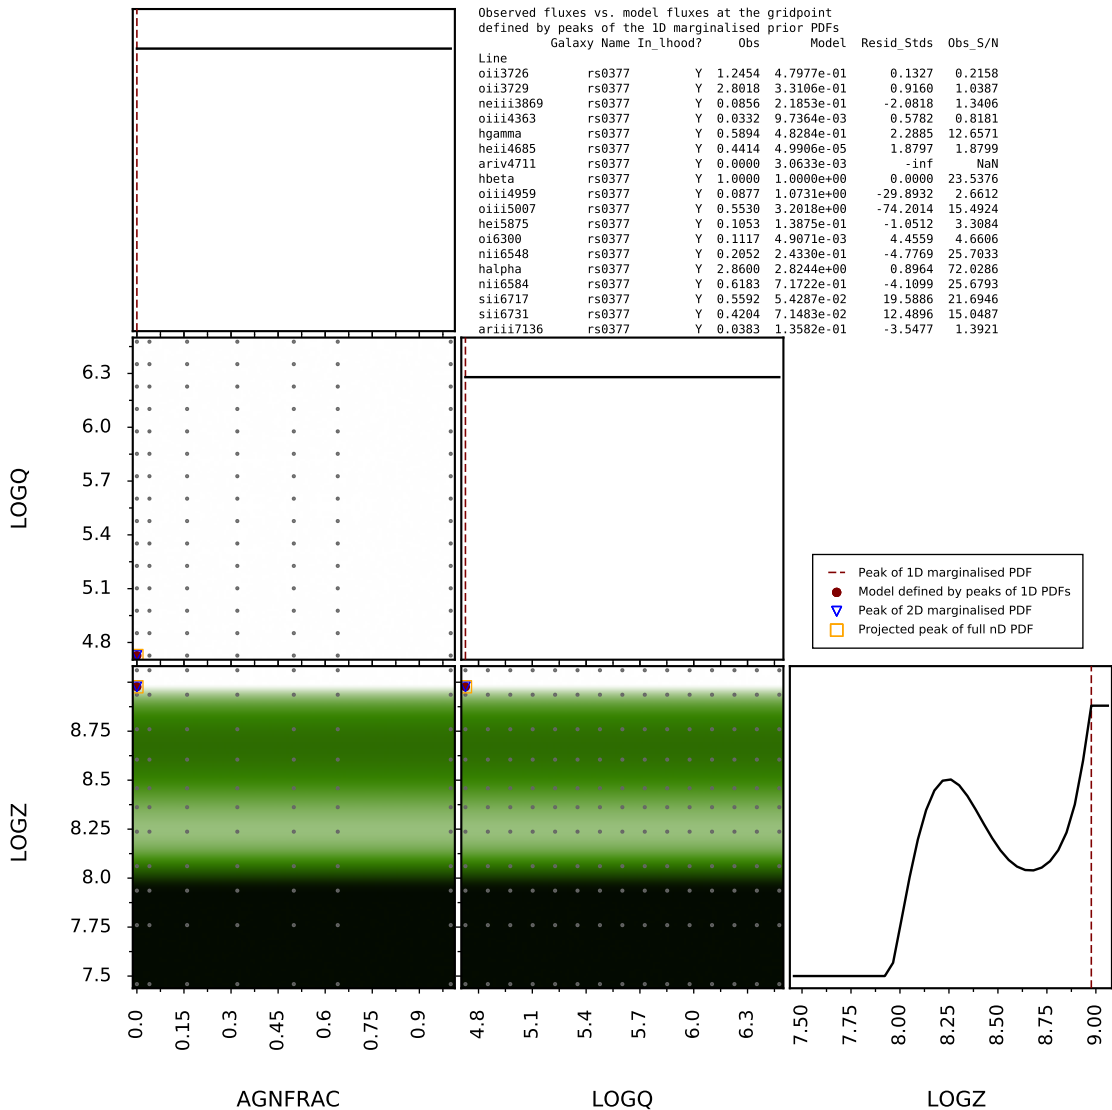 Observed fluxes vs. model fluxes at the gridpoint
defined by peaks of the 1D marginalised prior PDFs
Galaxy Name In_lhood? Obs Model Resid_Stds Obs_S/N
Line
oii3726 rs0377 Y 1.2454 4.7977e-01 0.1327 0.2158
oii3729 rs0377 Y 2.8018 3.3106e-01 0.9160 1.0387
neiii3869 rs0377 Y 0.0856 2.1853e-01 -2.0818 1.3406
oiii4363 rs0377 Y 0.0332 9.7364e-03 0.5782 0.8181
hgamma rs0377 Y 0.5894 4.8284e-01 2.2885 12.6571
heii4685 rs0377 Y 0.4414 4.9906e-05 1.8797 1.8799
ariv4711 rs0377 Y 0.0000 3.0633e-03 -inf NaN
hbeta rs0377 Y 1.0000 1.0000e+00 0.0000 23.5376
oiii4959 rs0377 Y 0.0877 1.0731e+00 -29.8932 2.6612
oiii5007 rs0377 Y 0.5530 3.2018e+00 -74.2014 15.4924
hei5875 rs0377 Y 0.1053 1.3875e-01 -1.0512 3.3084
oi6300 rs0377 Y 0.1117 4.9071e-03 4.4559 4.6606
nii6548 rs0377 Y 0.2052 2.4330e-01 -4.7769 25.7033
halpha rs0377 Y 2.8600 2.8244e+00 0.8964 72.0286
nii6584 rs0377 Y 0.6183 7.1722e-01 -4.1099 25.6793
sii6717 rs0377 Y 0.5592 5.4287e-02 19.5886 21.6946
sii6731 rs0377 Y 0.4204 7.1483e-02 12.4896 15.0487
ariii7136 rs0377 Y 0.0383 1.3582e-01 -3.5477 1.3921
6.3
6.0
5.7
5.4
5.1
4.8
LOGQ
Peak of 1D marginalised PDF
Model defined by peaks of 1D PDFs
Peak of 2D marginalised PDF
Projected peak of full nD PDF
8.75
8.5
8.25
8.0
7.75
7.5
LOGZ
0.0 0.15 0.3 0.45 0.6 0.75 0.9
4.8 5.1 5.4 5.7 6.0 6.3
7.50 7.75 8.00 8.25 8.50 8.75 9.00
AGNFRAC LOGQ LOGZ